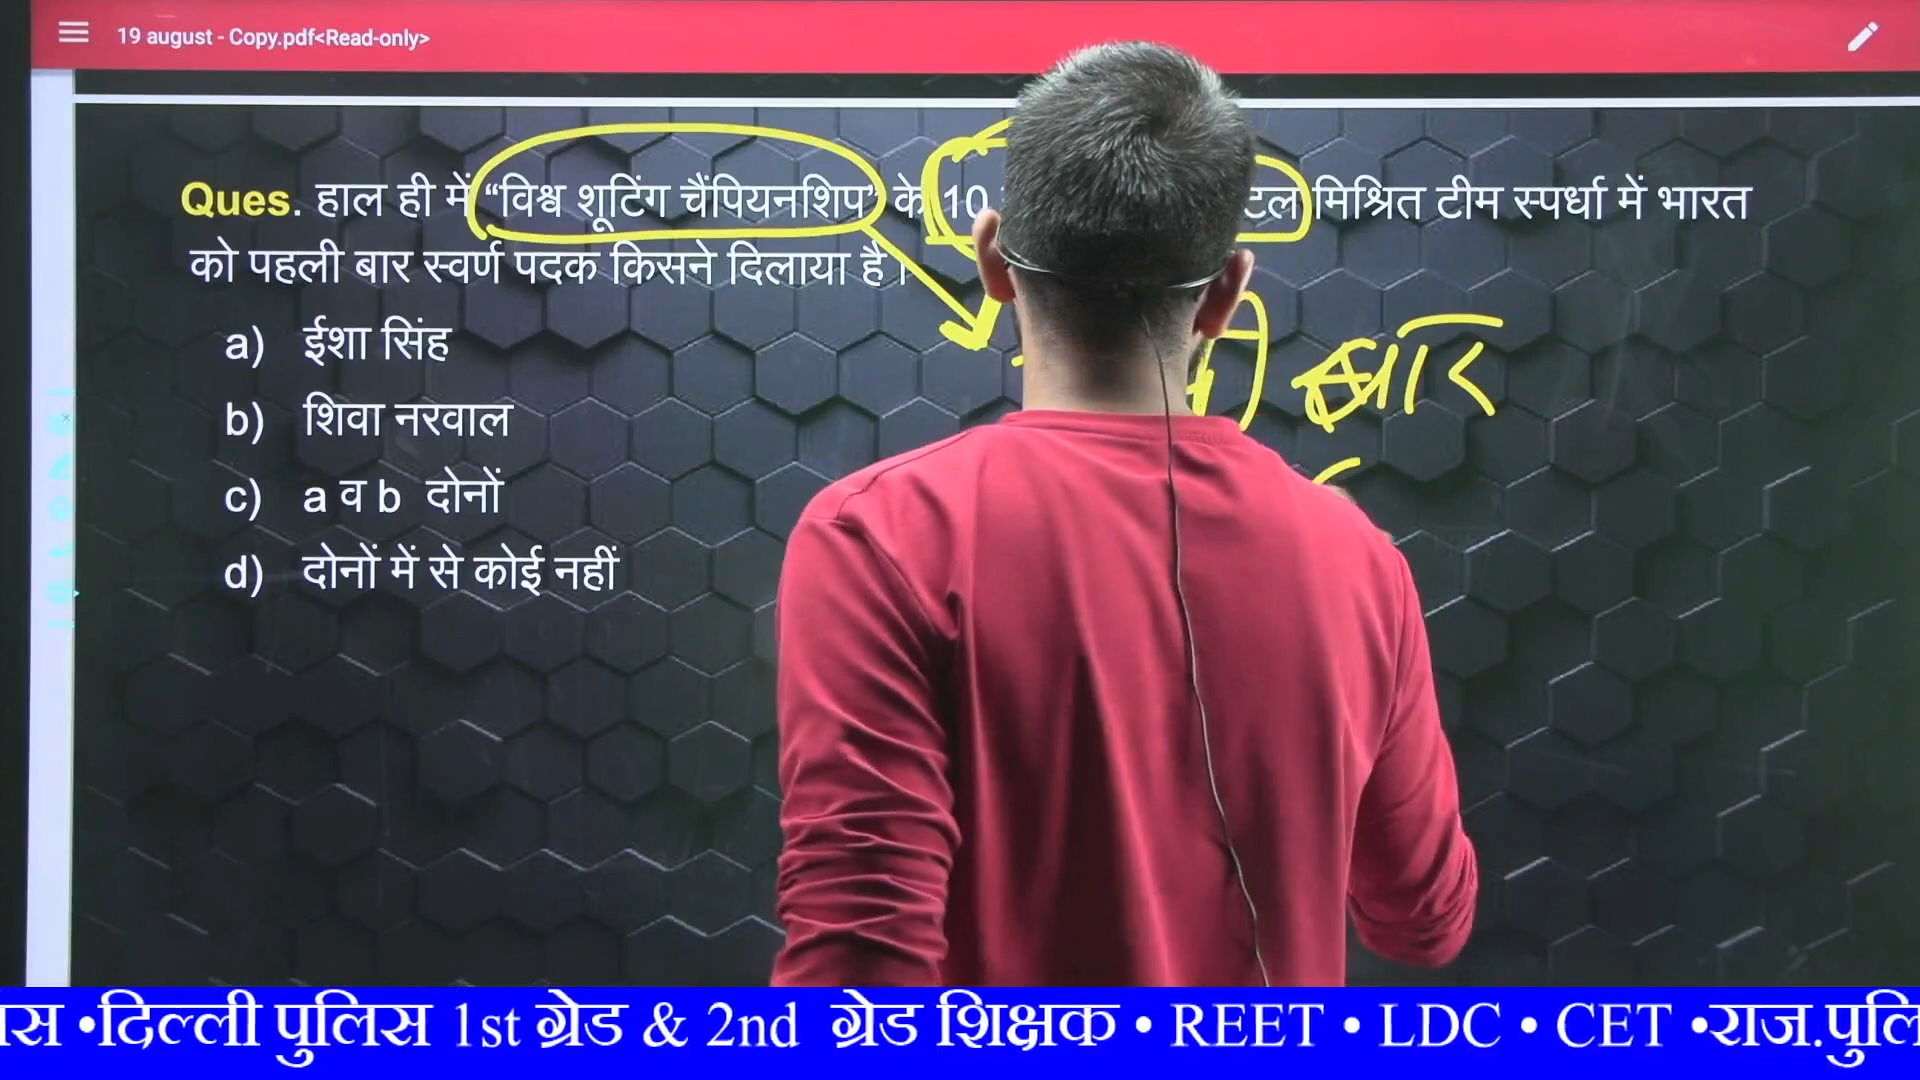 19 august - Copy.pdf<Read-only>
Ques. हाल ही में “विश्व शूटिंग चैंपियनशिप” के 10 मिश्रित टीम स्पर्धा में भारत
को पहली बार स्वर्ण पदक किसने दिलाया है।
a) ईशा सिंह
b) शिवा नरवाल
c) a व b दोनों
d) दोनों में से कोई नहीं
बार
•दिल्ली पुलिस 1st ग्रेड & 2nd ग्रेड शिक्षक • REET • LDC • CET •राज.